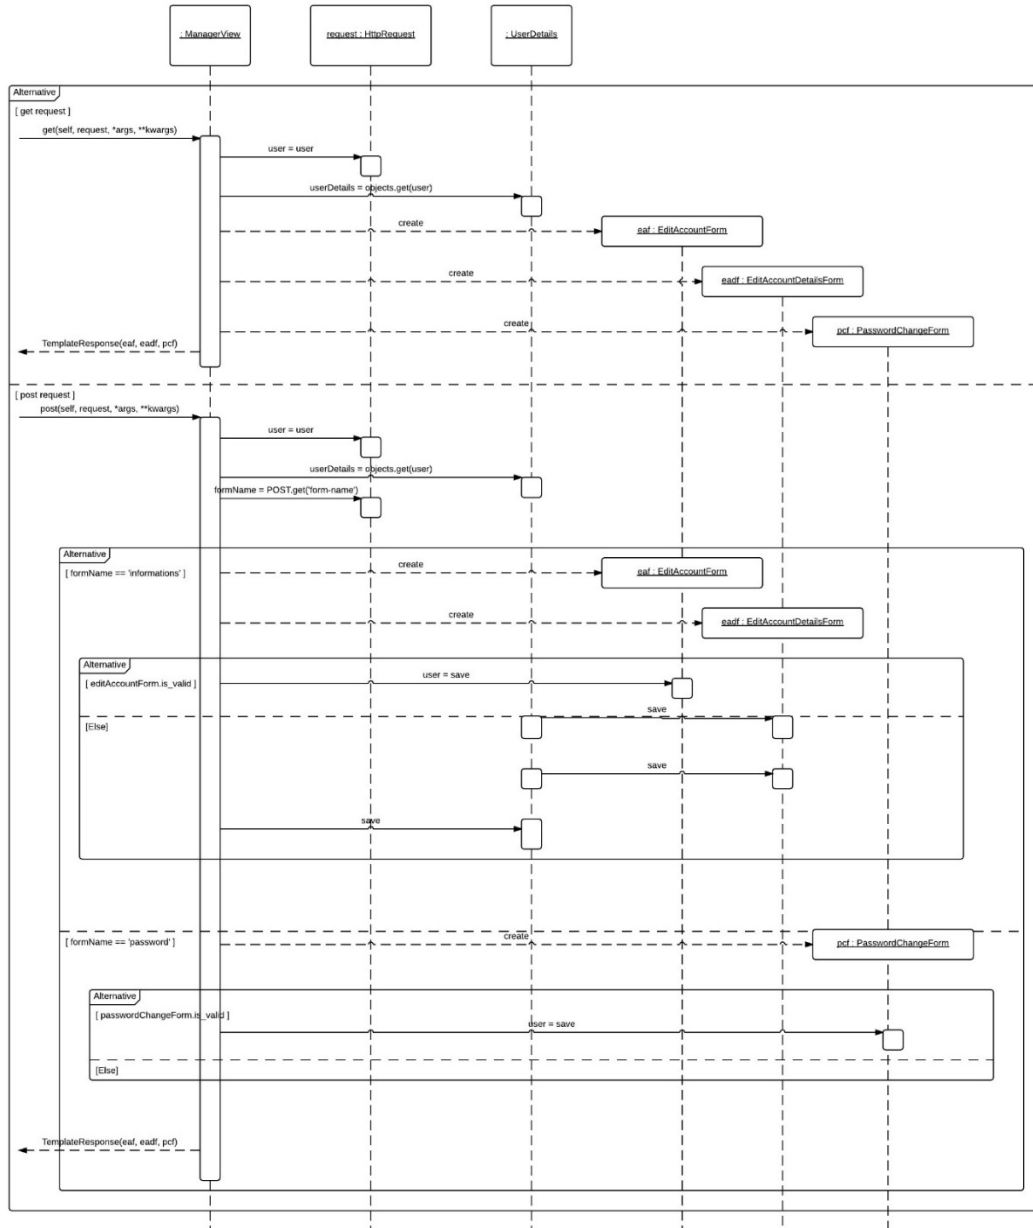 : ManagerView
request : HttpRequest
: UserDetails
Alternative
[ get request ]
get(self, request, *args, **kwargs)
user = user
userDetails = objects.get(user)
create
eaf : EditAccountForm
create
eadf : EditAccountDetailsForm
create
pcf : PasswordChangeForm
TemplateResponse(eaf, eadf, pcf)
[ post request ]
post(self, request, *args, **kwargs)
user = user
userDetails = objects.get(user)
formName = POST.get('form-name')
Alternative
[ formName == 'informations' ]
create
eaf : EditAccountForm
create
eadf : EditAccountDetailsForm
Alternative
[ editAccountForm.is_valid ]
user = save
[Else]
save
save
save
[ formName == 'password' ]
create
pcf : PasswordChangeForm
Alternative
[ passwordChangeForm.is_valid ]
user = save
[Else]
TemplateResponse(eaf, eadf, pcf)